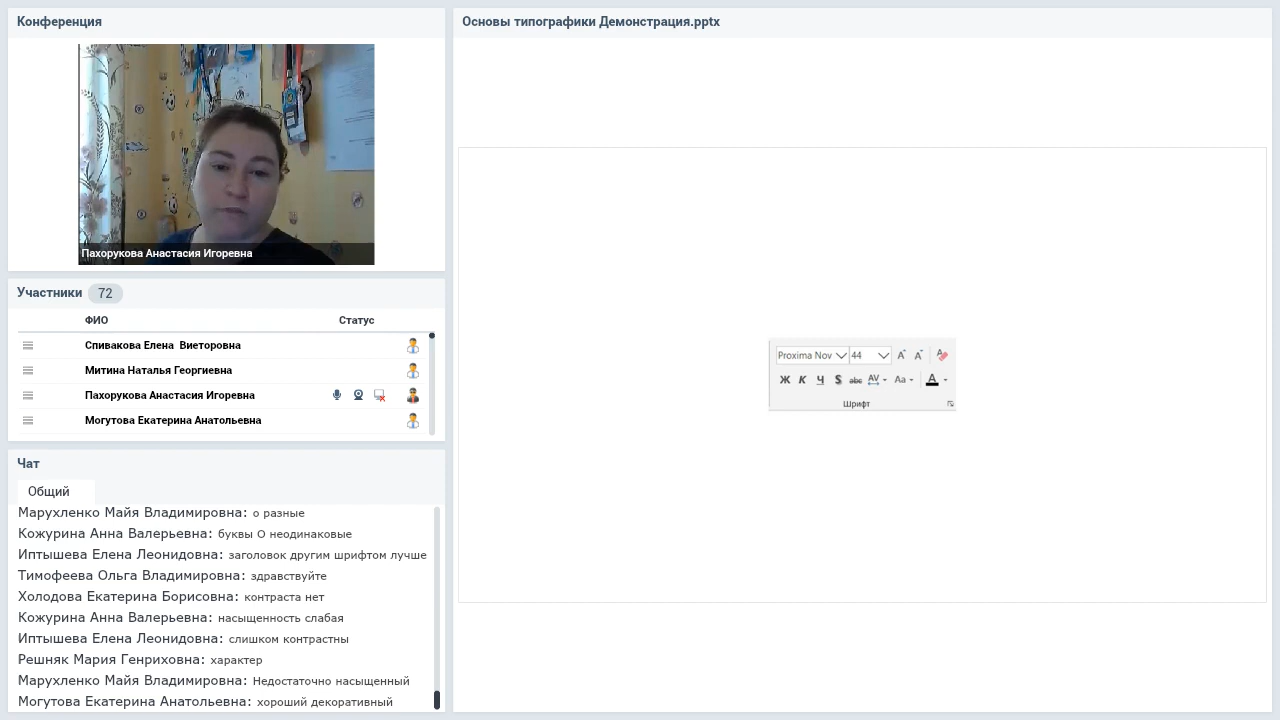 Конференция
Пахорукова Анастасия Игоревна
Участники 72
ФИО Статус
Спивакова Елена Виеторовна
Митина Наталья Георгиевна
Пахорукова Анастасия Игоревна
Могутова Екатерина Анатольевна
Чат
Общий
Марухленко Майя Владимировна: о разные
Кожурина Анна Валерьевна: буквы О неодинаковые
Иптышева Елена Леонидовна: заголовок другим шрифтом лучше
Тимофеева Ольга Владимировна: здравствуйте
Холодова Екатерина Борисовна: контраста нет
Кожурина Анна Валерьевна: насыщенность слабая
Иптышева Елена Леонидовна: слишком контрастны
Решняк Мария Генриховна: характер
Марухленко Майя Владимировна: Недостаточно насыщенный
Могутова Екатерина Анатольевна: хороший декоративный
Основы типографики Демонстрация.pptx
Proxima Nov 44 A A A
Ж К Ч S abc AV Aa A
Шрифт